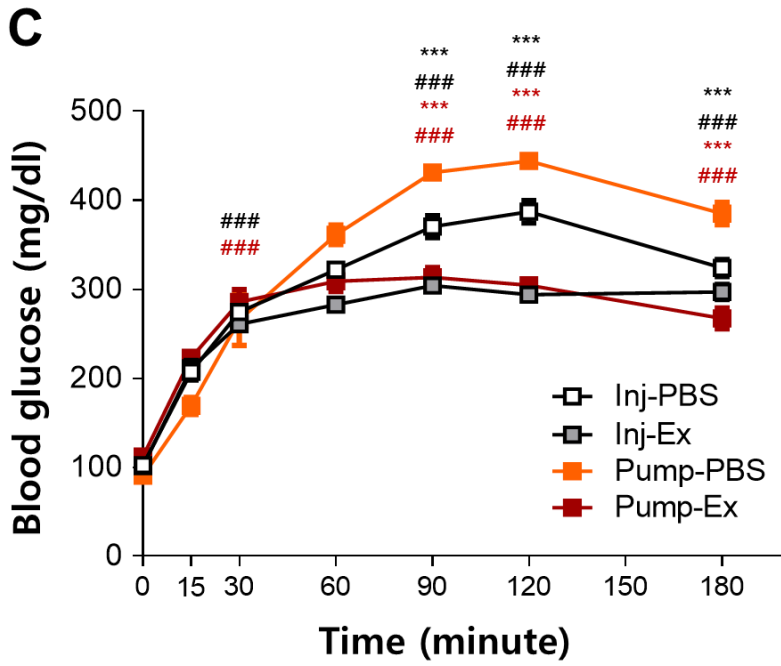 C
***
###
***
###
***
###
***
###
***
###
***
###
###
###
500
400
300
200
100
0
Blood glucose (mg/dl)
Inj-PBS
Inj-Ex
Pump-PBS
Pump-Ex
0 15 30 60 90 120 150 180
Time (minute)